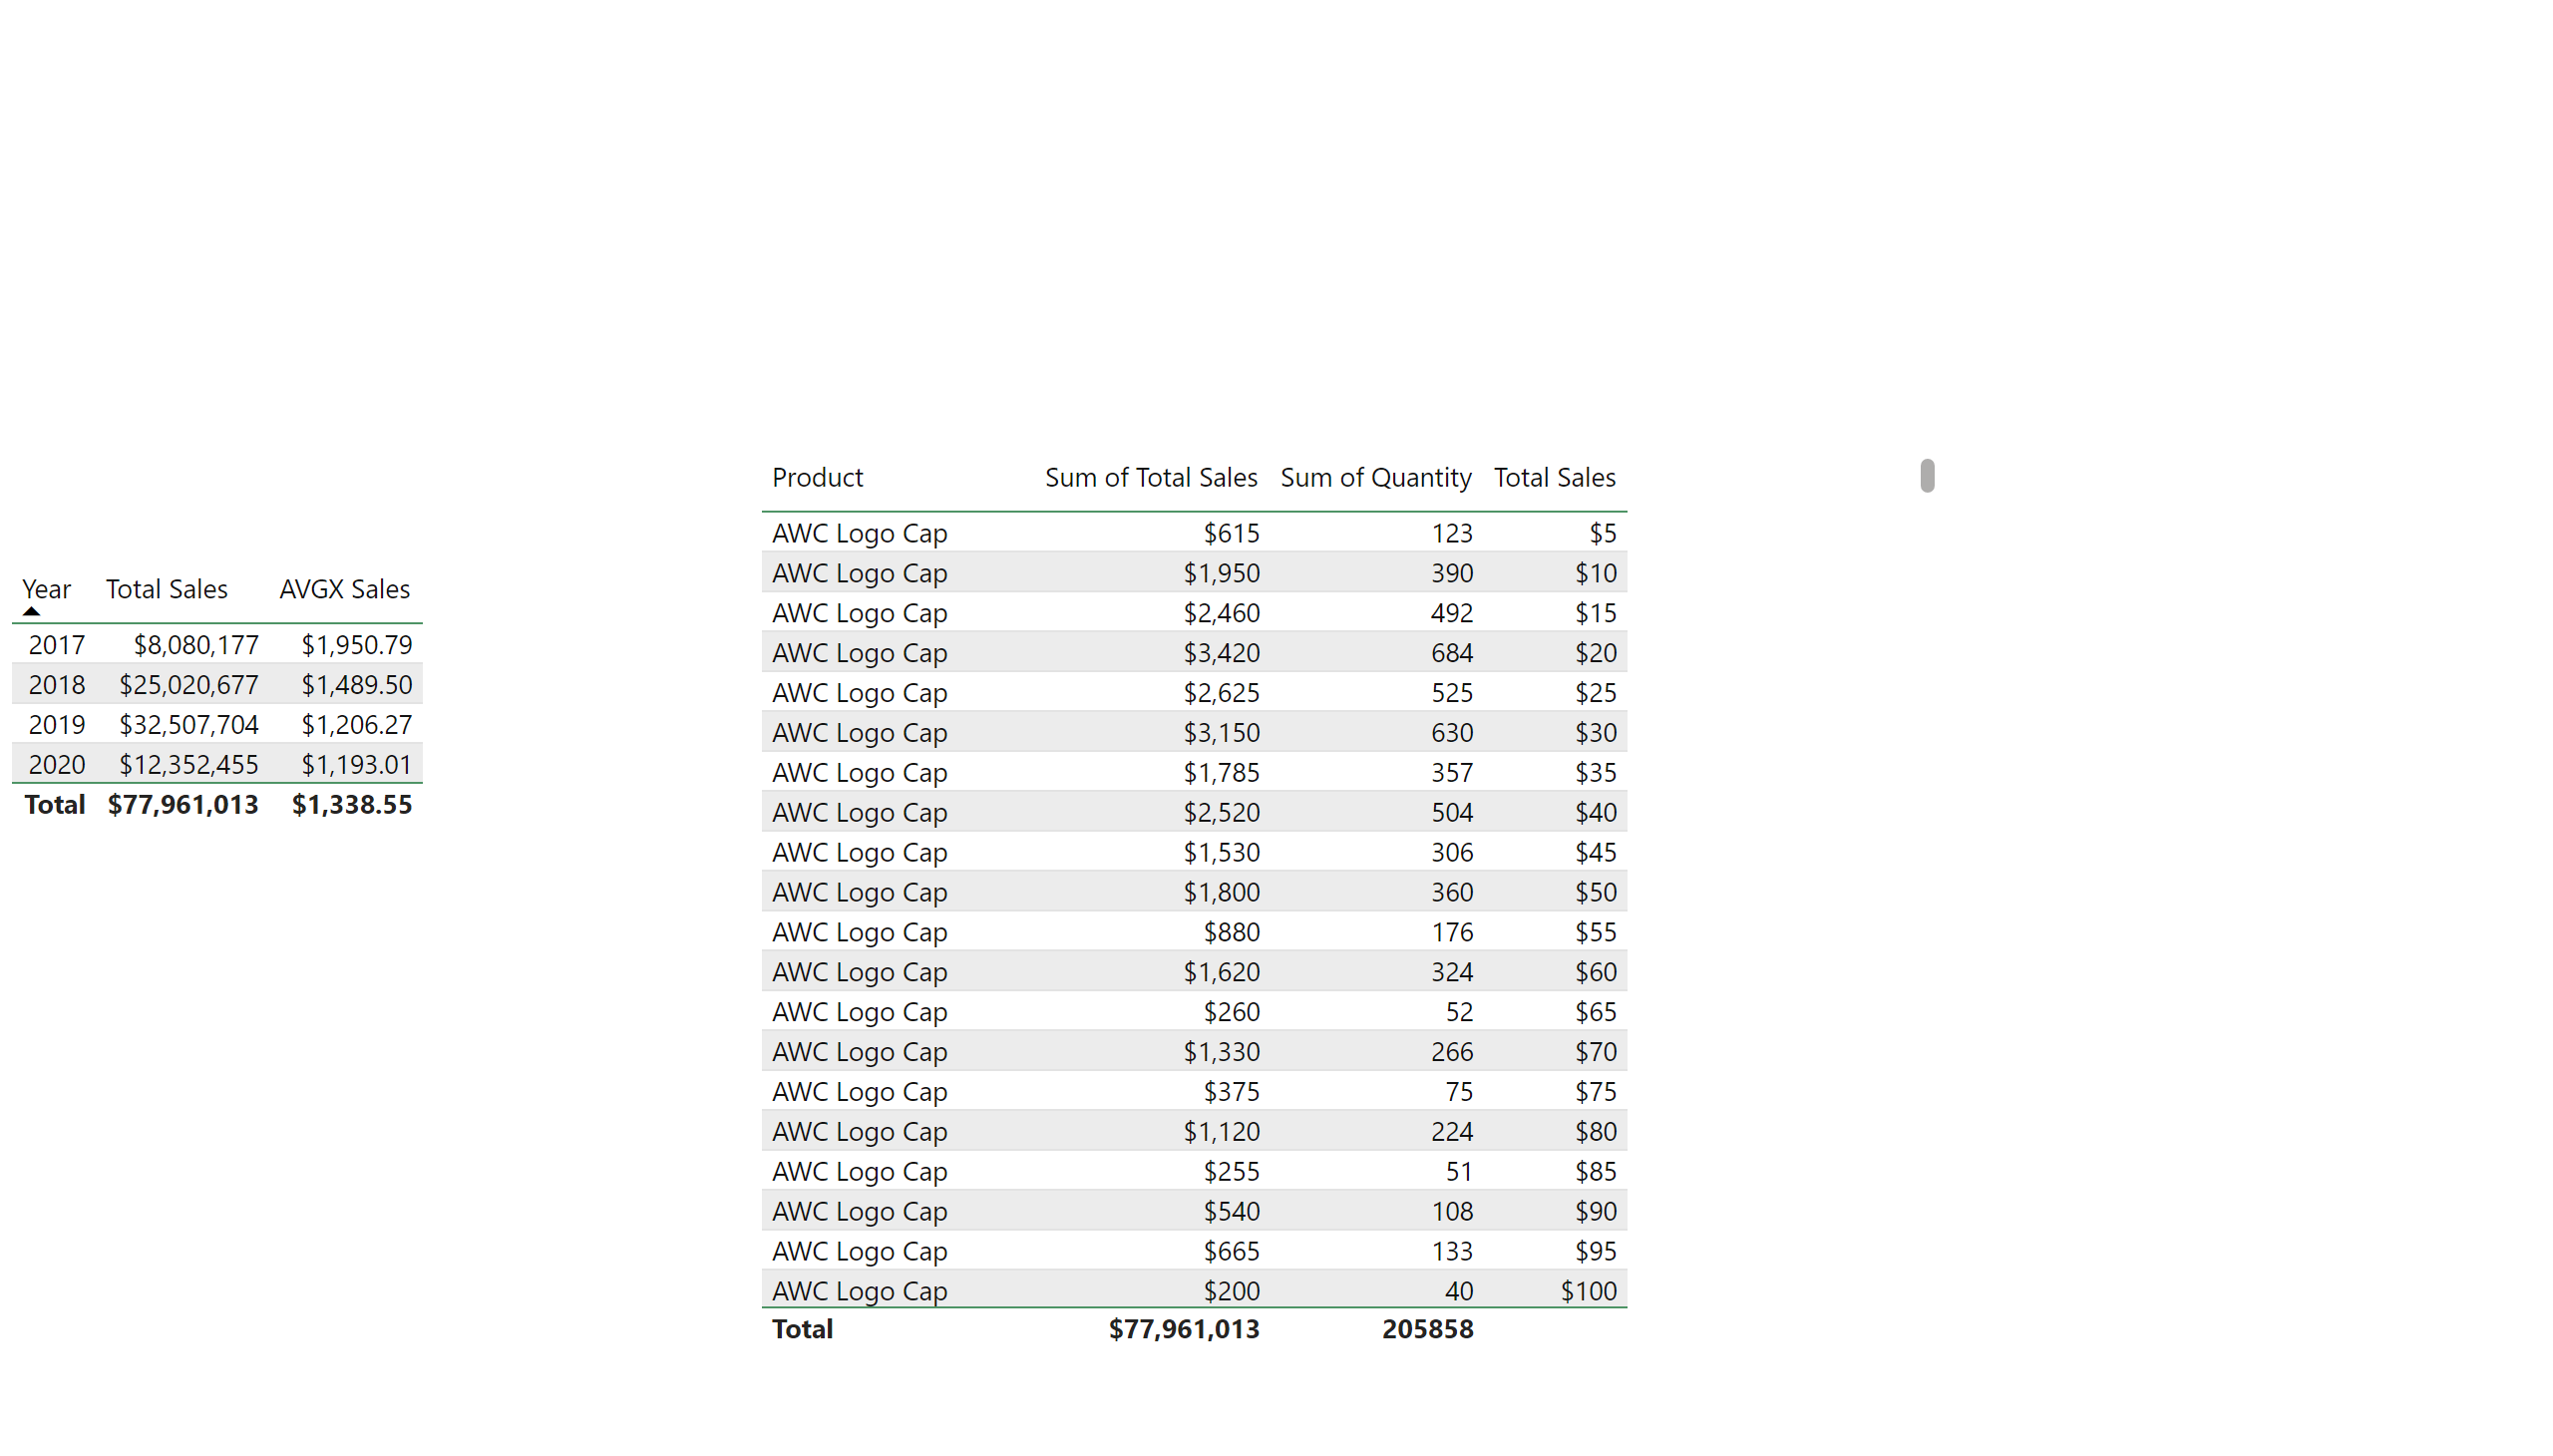 Year Total Sales AVGX Sales
2017 $8,080,177 $1,950.79
2018 $25,020,677 $1,489.50
2019 $32,507,704 $1,206.27
2020 $12,352,455 $1,193.01
Total $77,961,013 $1,338.55
Product Sum of Total Sales Sum of Quantity Total Sales
AWC Logo Cap $615 123 $5
AWC Logo Cap $1,950 390 $10
AWC Logo Cap $2,460 492 $15
AWC Logo Cap $3,420 684 $20
AWC Logo Cap $2,625 525 $25
AWC Logo Cap $3,150 630 $30
AWC Logo Cap $1,785 357 $35
AWC Logo Cap $2,520 504 $40
AWC Logo Cap $1,530 306 $45
AWC Logo Cap $1,800 360 $50
AWC Logo Cap $880 176 $55
AWC Logo Cap $1,620 324 $60
AWC Logo Cap $260 52 $65
AWC Logo Cap $1,330 266 $70
AWC Logo Cap $375 75 $75
AWC Logo Cap $1,120 224 $80
AWC Logo Cap $255 51 $85
AWC Logo Cap $540 108 $90
AWC Logo Cap $665 133 $95
AWC Logo Cap $200 40 $100
Total $77,961,013 205858